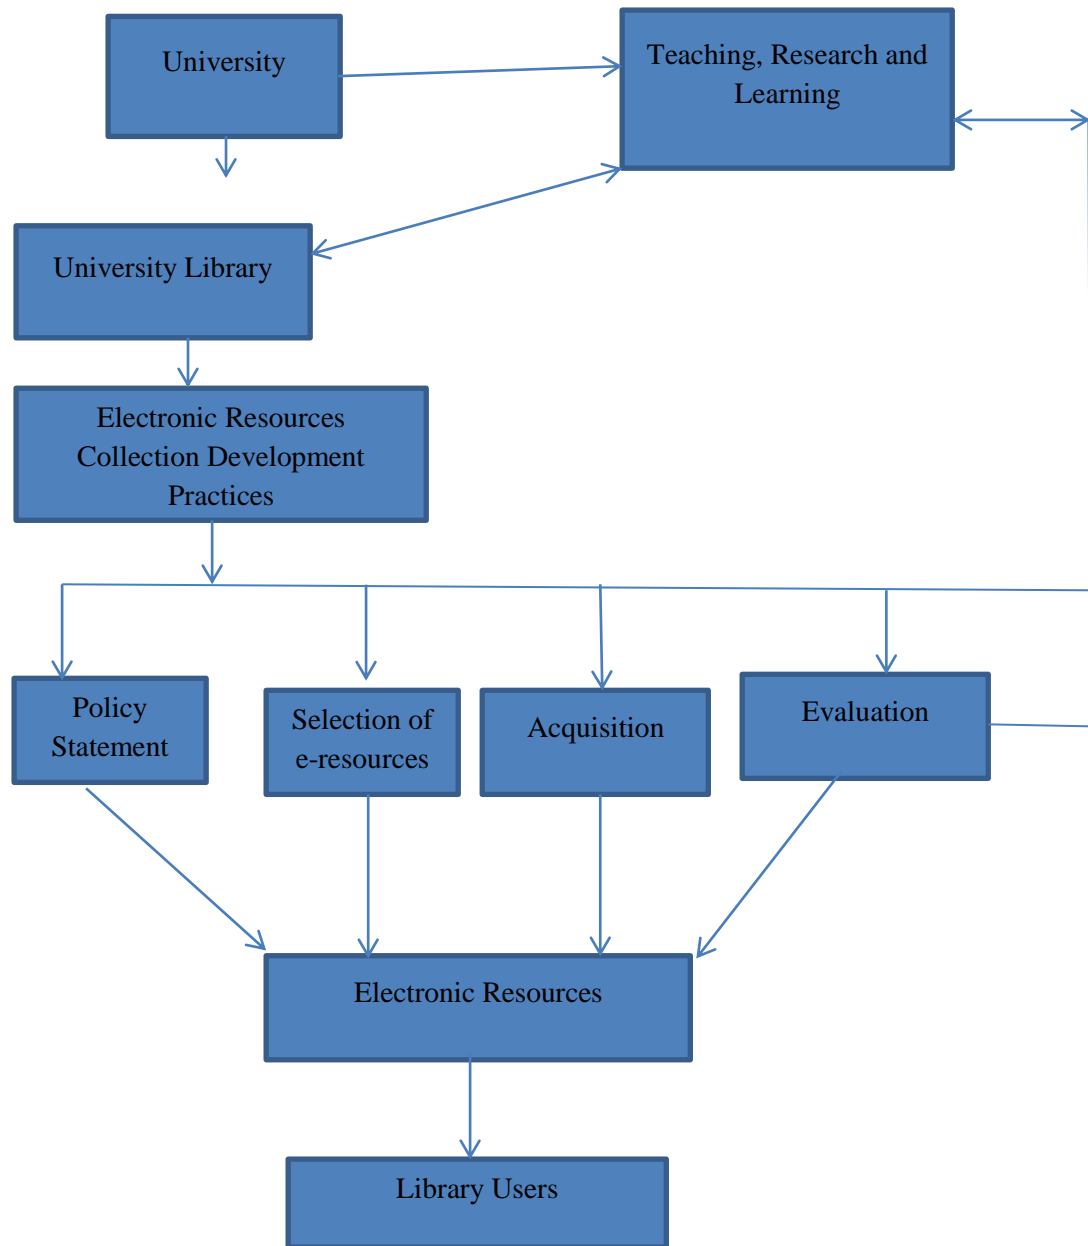 University
Teaching, Research and
Learning
University Library
Electronic Resources
Collection Development
Practices
Policy
Statement
Selection of
e-resources
Acquisition
Evaluation
Electronic Resources
Library Users